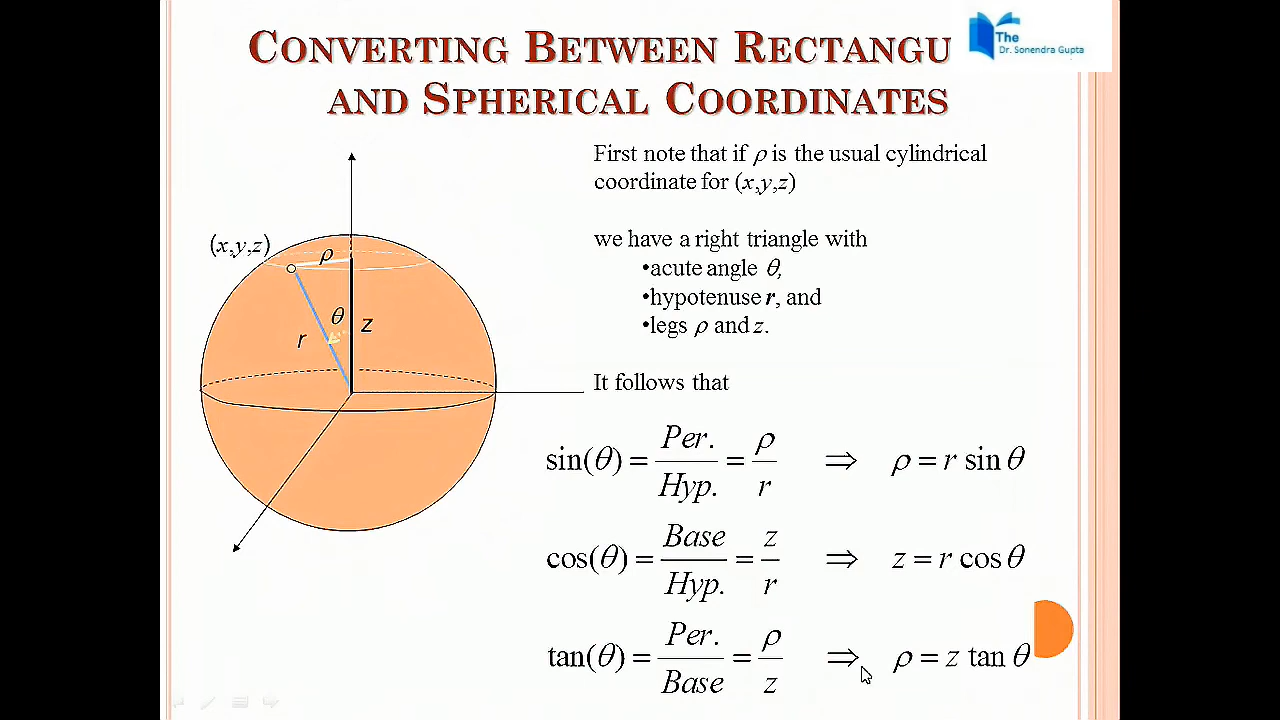 CONVERTING BETWEEN RECTANGU
AND SPHERICAL COORDINATES
The
Dr. Sonendra Gupta
First note that if ρ is the usual cylindrical
coordinate for (x,y,z)
we have a right triangle with
•acute angle θ,
•hypotenuse r, and
•legs ρ and z.
It follows that
(x,y,z)
ρ
θ
z
r
sin(θ) = Per. / Hyp. = ρ / r ⇒ ρ = r sin θ
cos(θ) = Base / Hyp. = z / r ⇒ z = r cos θ
tan(θ) = Per. / Base = ρ / z ⇒ ρ = z tan θ